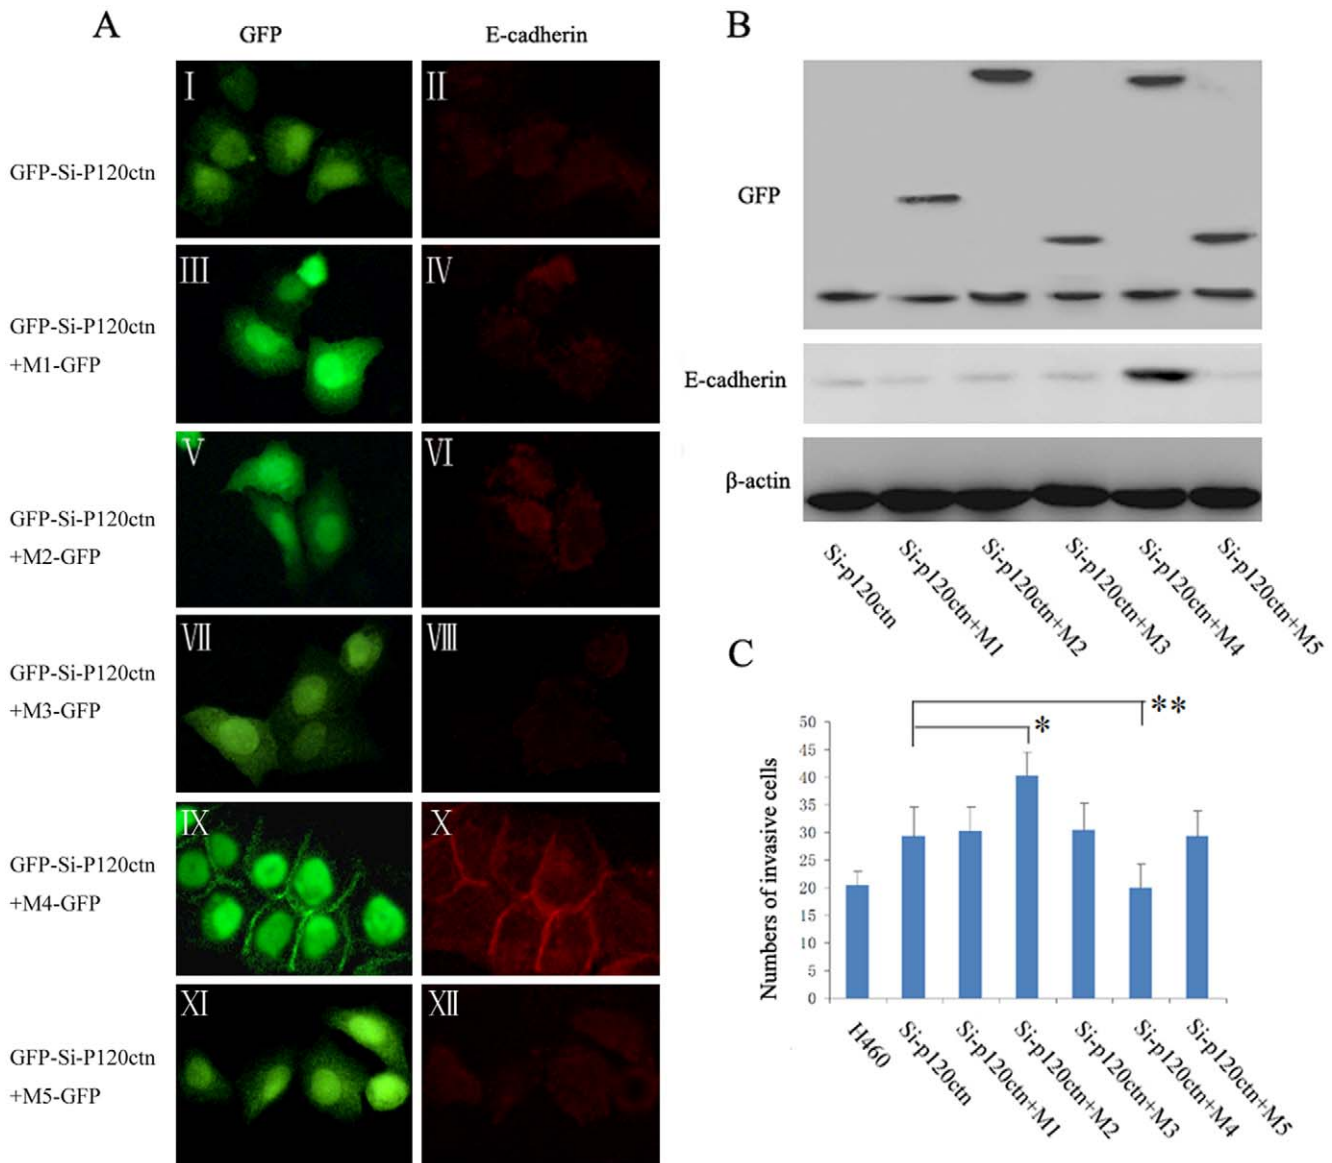 A
GFP
E-cadherin
GFP-Si-P120ctn
I
II
GFP-Si-P120ctn
+M1-GFP
III
IV
GFP-Si-P120ctn
+M2-GFP
V
VI
GFP-Si-P120ctn
+M3-GFP
VII
VIII
GFP-Si-P120ctn
+M4-GFP
IX
X
GFP-Si-P120ctn
+M5-GFP
XI
XII
B
GFP
E-cadherin
β-actin
Si-p120ctn
Si-p120ctn+M1
Si-p120ctn+M2
Si-p120ctn+M3
Si-p120ctn+M4
Si-p120ctn+M5
C
**
*
Numbers of invasive cells
50
45
40
35
30
25
20
15
10
5
0
H460
Si-p120ctn
Si-p120ctn+M1
Si-p120ctn+M2
Si-p120ctn+M3
Si-p120ctn+M4
Si-p120ctn+M5